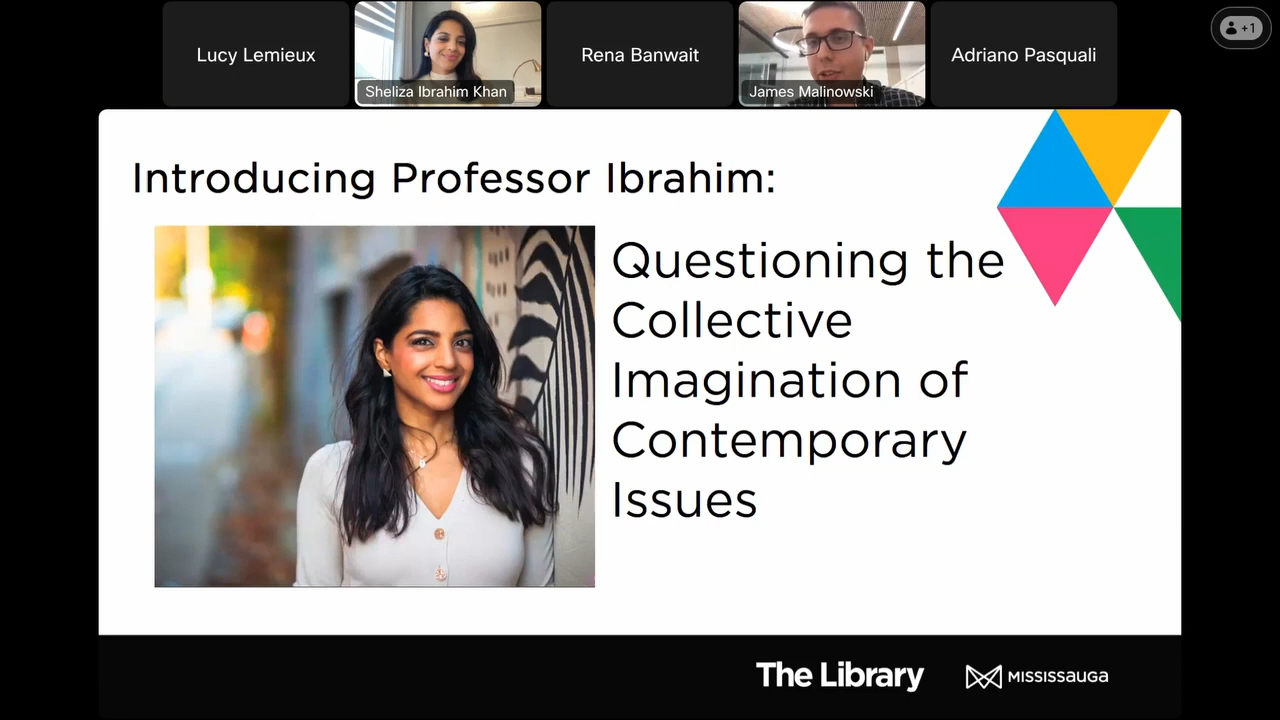 Lucy Lemieux
Sheliza Ibrahim Khan
Rena Banwait
James Malinowski
Adriano Pasquali
+1
Introducing Professor Ibrahim:
Questioning the
Collective
Imagination of
Contemporary
Issues
The Library
MISSISSAUGA